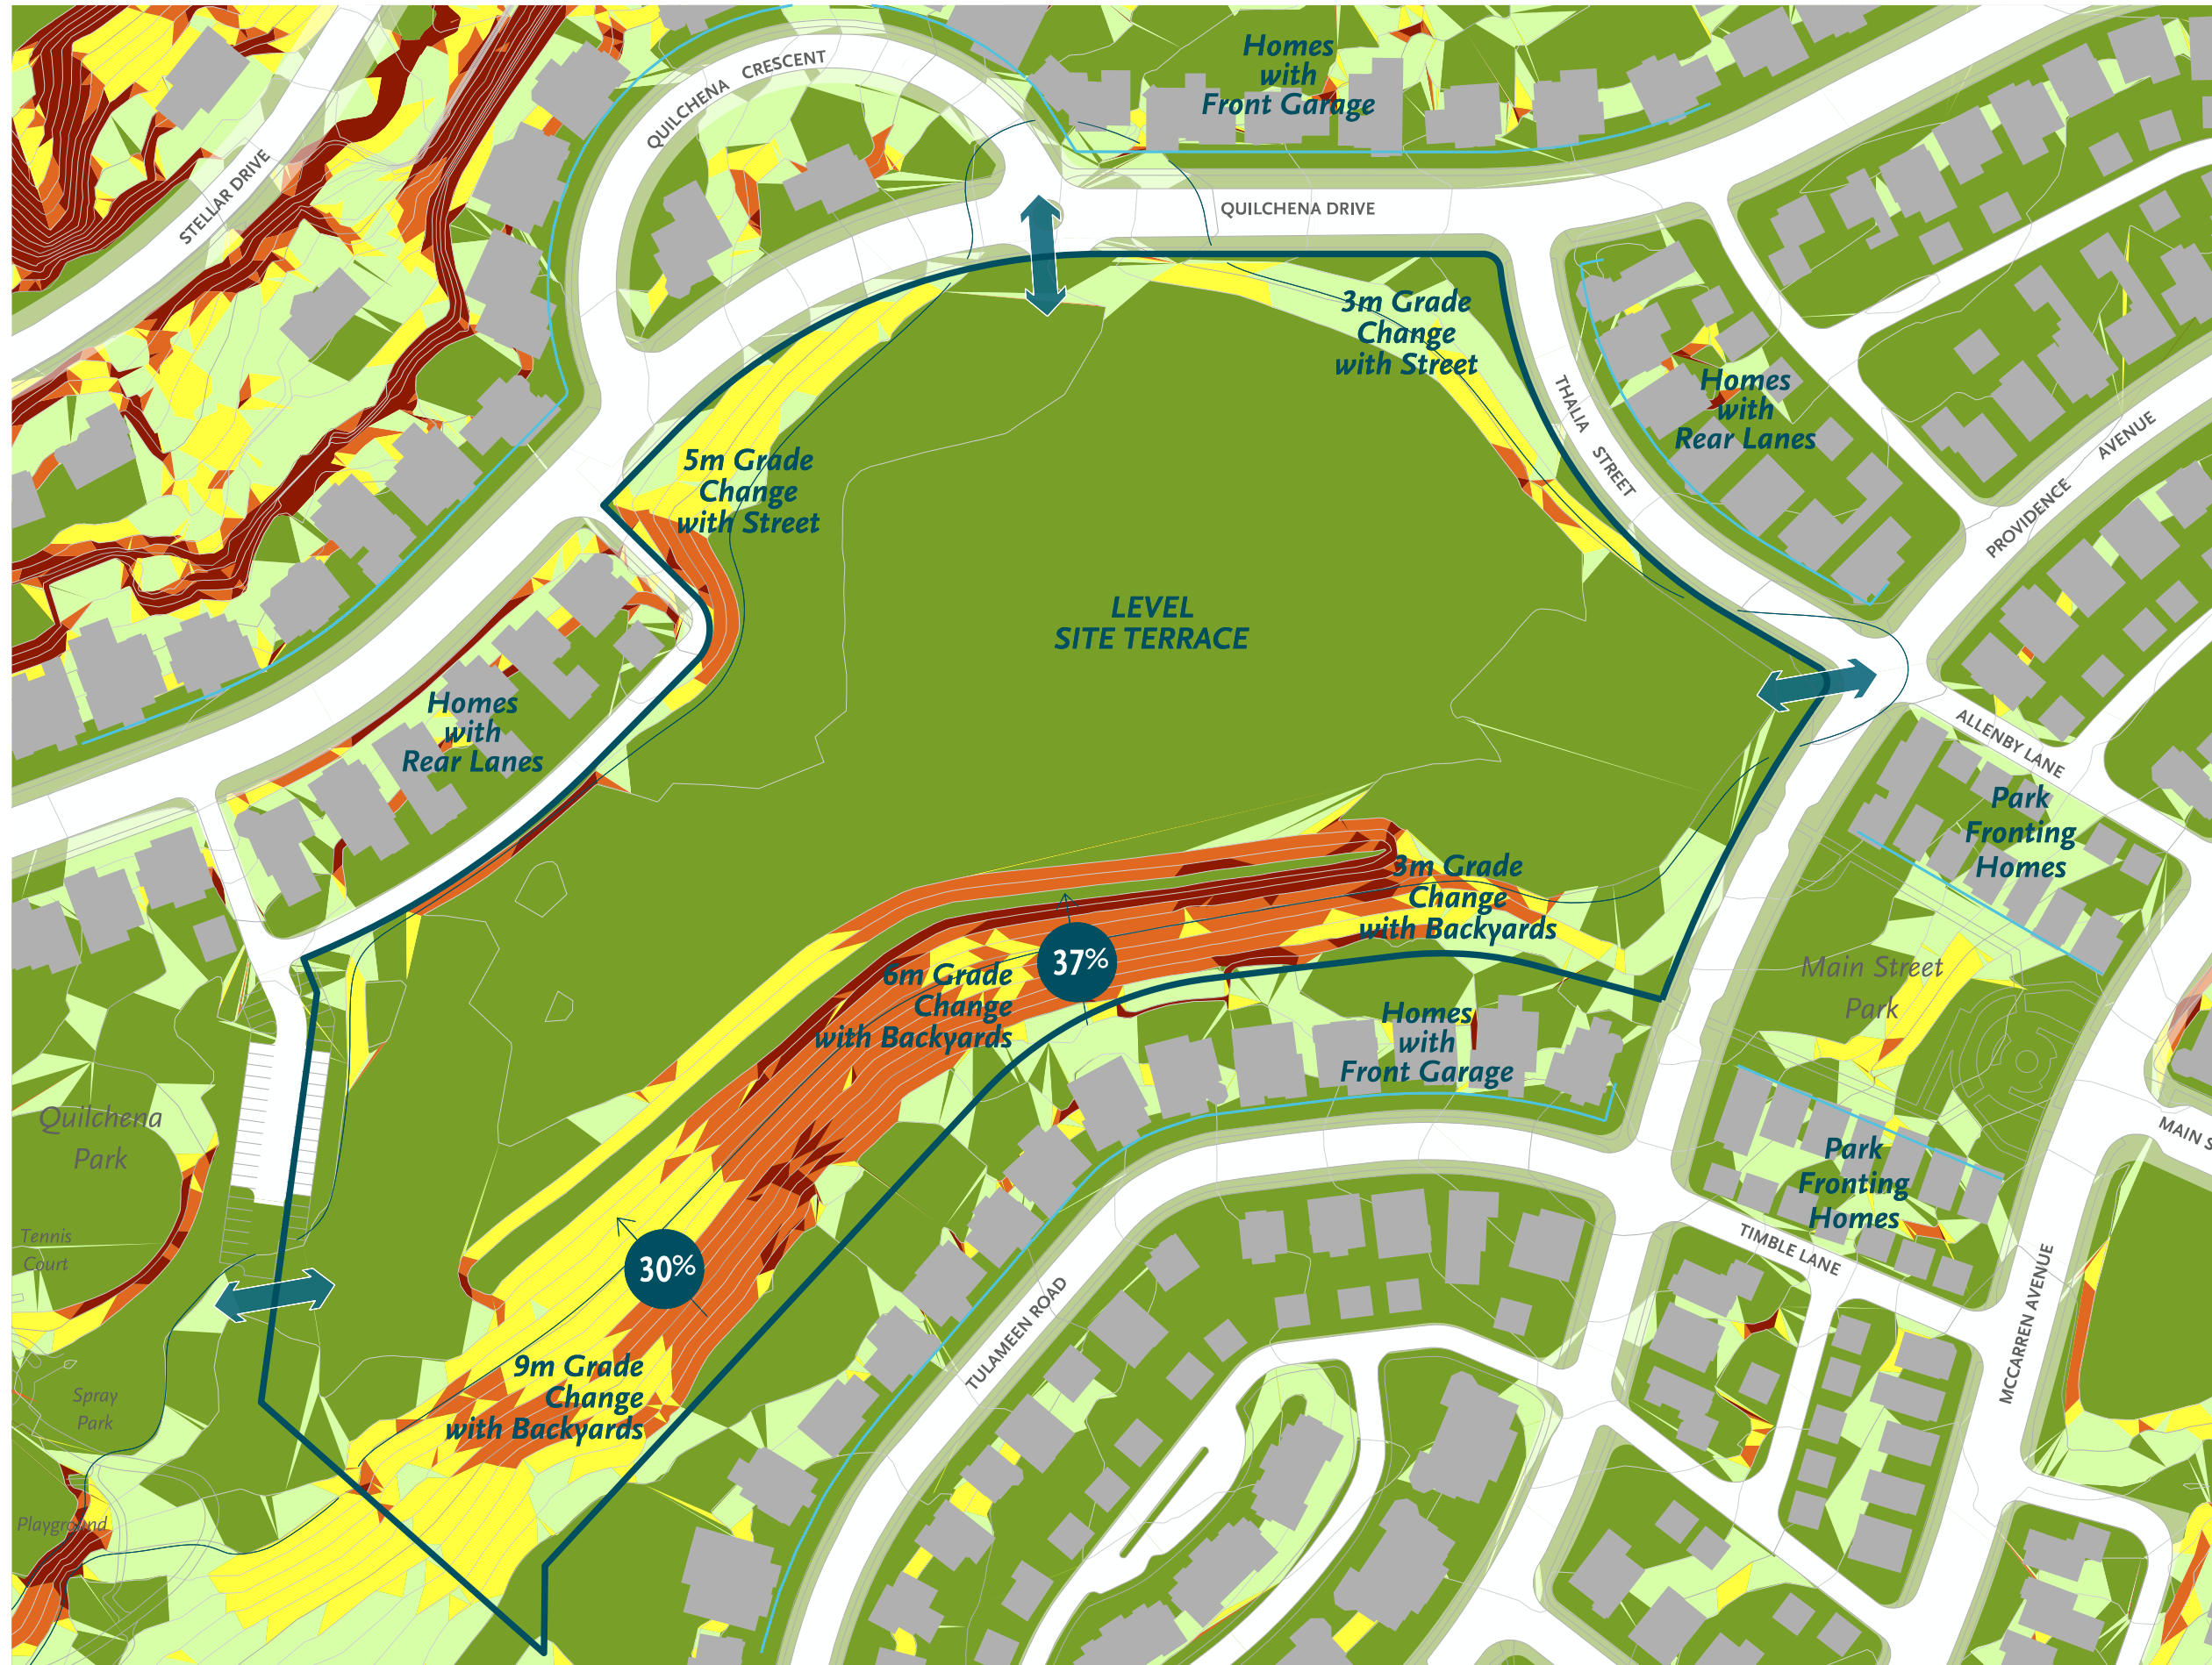 QUILCHENA CRESCENT
Homes
with
Front Garage
STELLAR DRIVE
QUILCHENA DRIVE
3m Grade
Change
with Street
THALIA STREET
Homes
with
Rear Lanes
PROVIDENCE AVENUE
5m Grade
Change
with Street
LEVEL
SITE TERRACE
Homes
with
Rear Lanes
ALLENBY LANE
Park
Fronting
Homes
3m Grade
Change
with Backyards
37%
6m Grade
Change
with Backyards
Main Street
Park
Homes
with
Front Garage
Quilchena
Park
MAIN S
Park
Fronting
Homes
Tennis
Court
30%
TIMBLE LANE
TULAMEEN ROAD
MCCARREN AVENUE
9m Grade
Change
with Backyards
Spray
Park
Playground